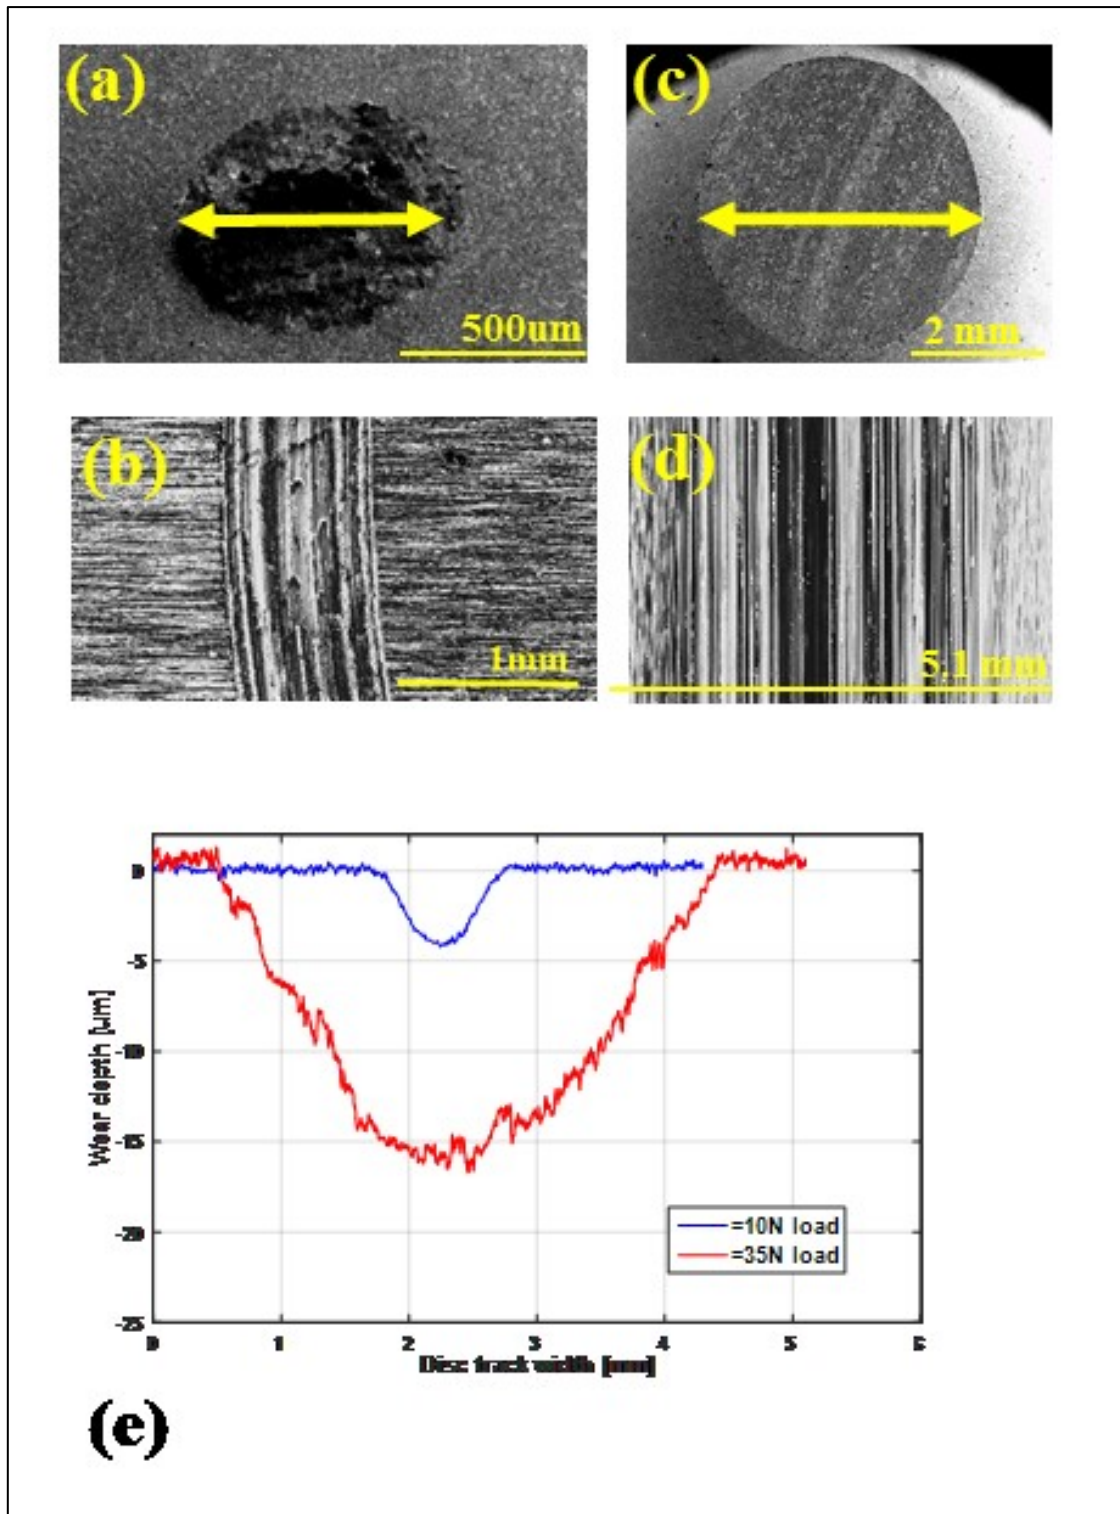 (a)
(c)
500um
2 mm
(b)
(d)
1mm
5.1 mm
0
-5
-10
-15
-20
-25
Wear depth [µm]
=10N load
=35N load
0 1 2 3 4 5 6
Disc track width [mm]
(e)